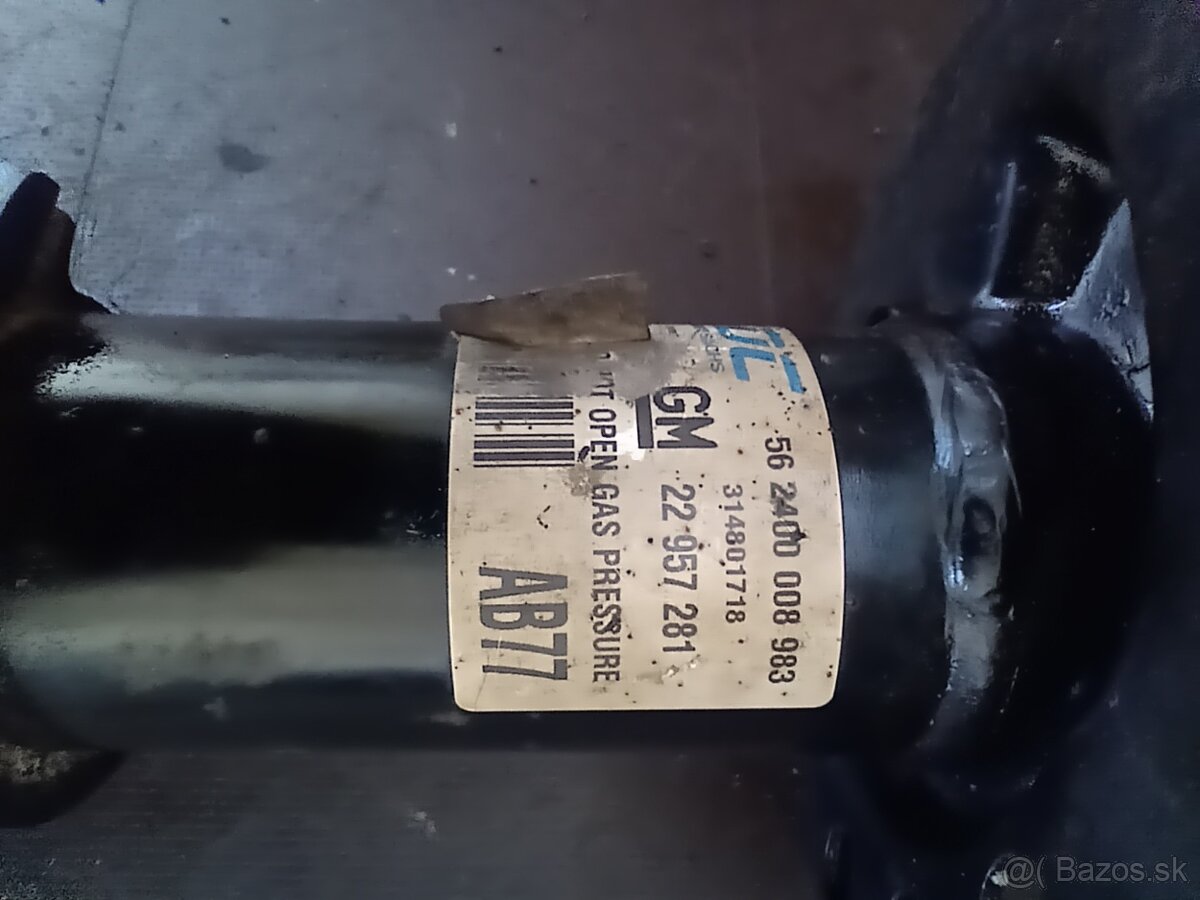 56 2400 008 983
314801718
GM 22 957 281
OPEN GAS PRESSURE
AB77
@( Bazos.sk